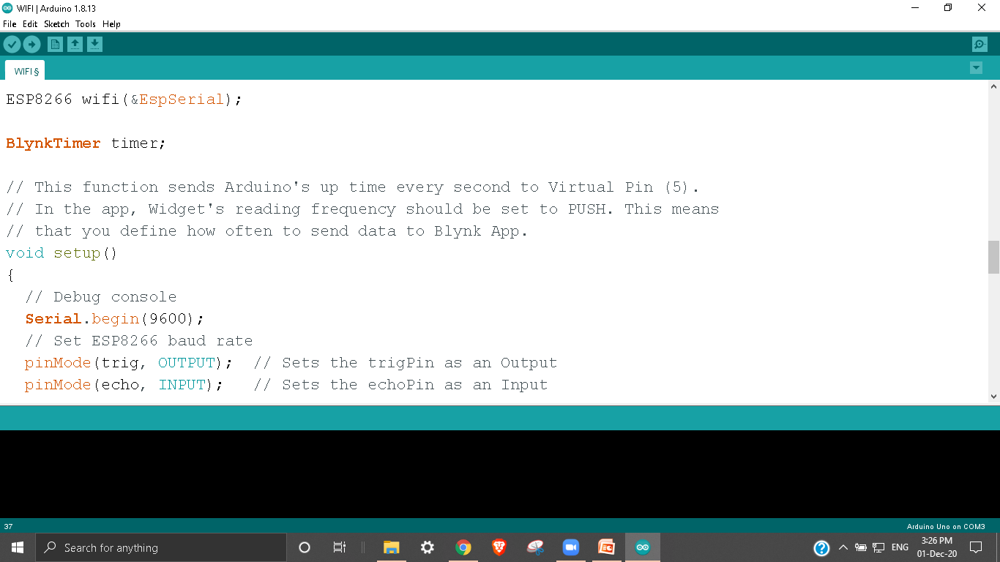 WIFI | Arduino 1.8.13
File Edit Sketch Tools Help
WIFI §
ESP8266 wifi(&EspSerial);
BlynkTimer timer;
// This function sends Arduino's up time every second to Virtual Pin (5).
// In the app, Widget's reading frequency should be set to PUSH. This means
// that you define how often to send data to Blynk App.
void setup()
{
// Debug console
Serial.begin(9600);
// Set ESP8266 baud rate
pinMode(trig, OUTPUT); // Sets the trigPin as an Output
pinMode(echo, INPUT); // Sets the echoPin as an Input
37
Arduino Uno on COM3
Search for anything
ENG
3:26 PM
01-Dec-20